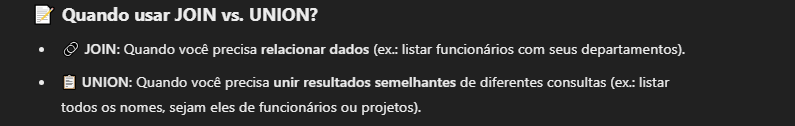 📝 Quando usar JOIN vs. UNION?
• 🔗 JOIN: Quando você precisa relacionar dados (ex.: listar funcionários com seus departamentos).
• 📋 UNION: Quando você precisa unir resultados semelhantes de diferentes consultas (ex.: listar
todos os nomes, sejam eles de funcionários ou projetos).